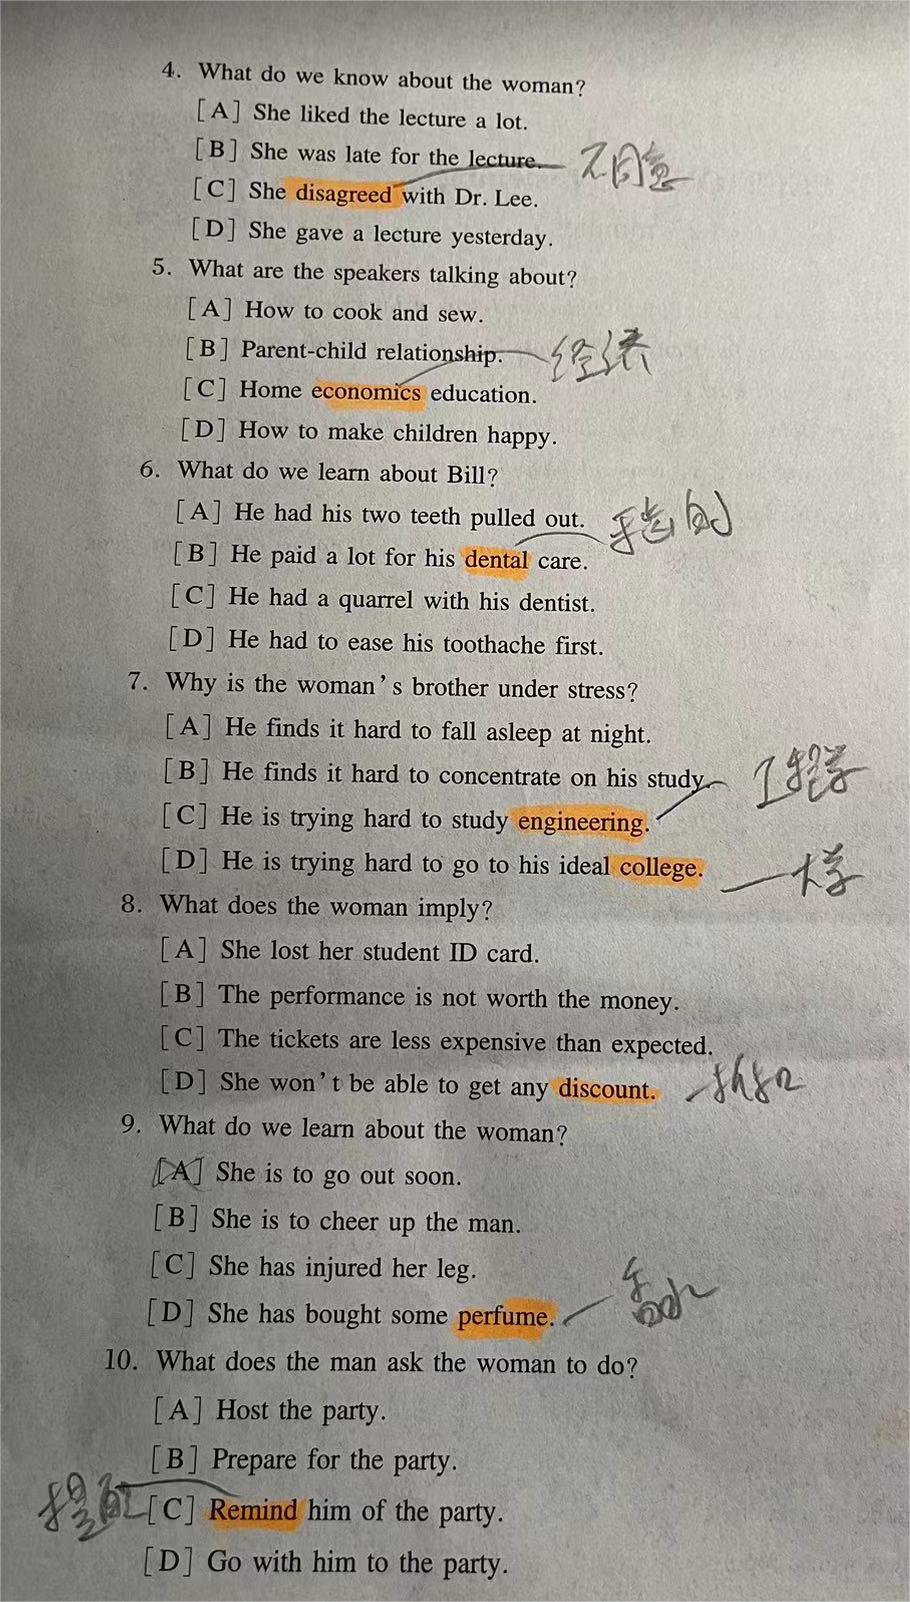 4. What do we know about the woman?
[A] She liked the lecture a lot.
[B] She was late for the lecture. 不同意
[C] She disagreed with Dr. Lee.
[D] She gave a lecture yesterday.
5. What are the speakers talking about?
[A] How to cook and sew.
[B] Parent-child relationship. 经济
[C] Home economics education.
[D] How to make children happy.
6. What do we learn about Bill?
[A] He had his two teeth pulled out. 牙齿的
[B] He paid a lot for his dental care.
[C] He had a quarrel with his dentist.
[D] He had to ease his toothache first.
7. Why is the woman's brother under stress?
[A] He finds it hard to fall asleep at night.
[B] He finds it hard to concentrate on his study. 工程学
[C] He is trying hard to study engineering.
[D] He is trying hard to go to his ideal college. 大学
8. What does the woman imply?
[A] She lost her student ID card.
[B] The performance is not worth the money.
[C] The tickets are less expensive than expected.
[D] She won't be able to get any discount. 折扣
9. What do we learn about the woman?
[A] She is to go out soon.
[B] She is to cheer up the man.
[C] She has injured her leg.
[D] She has bought some perfume. 香水
10. What does the man ask the woman to do?
[A] Host the party.
[B] Prepare for the party.
提醒 [C] Remind him of the party.
[D] Go with him to the party.